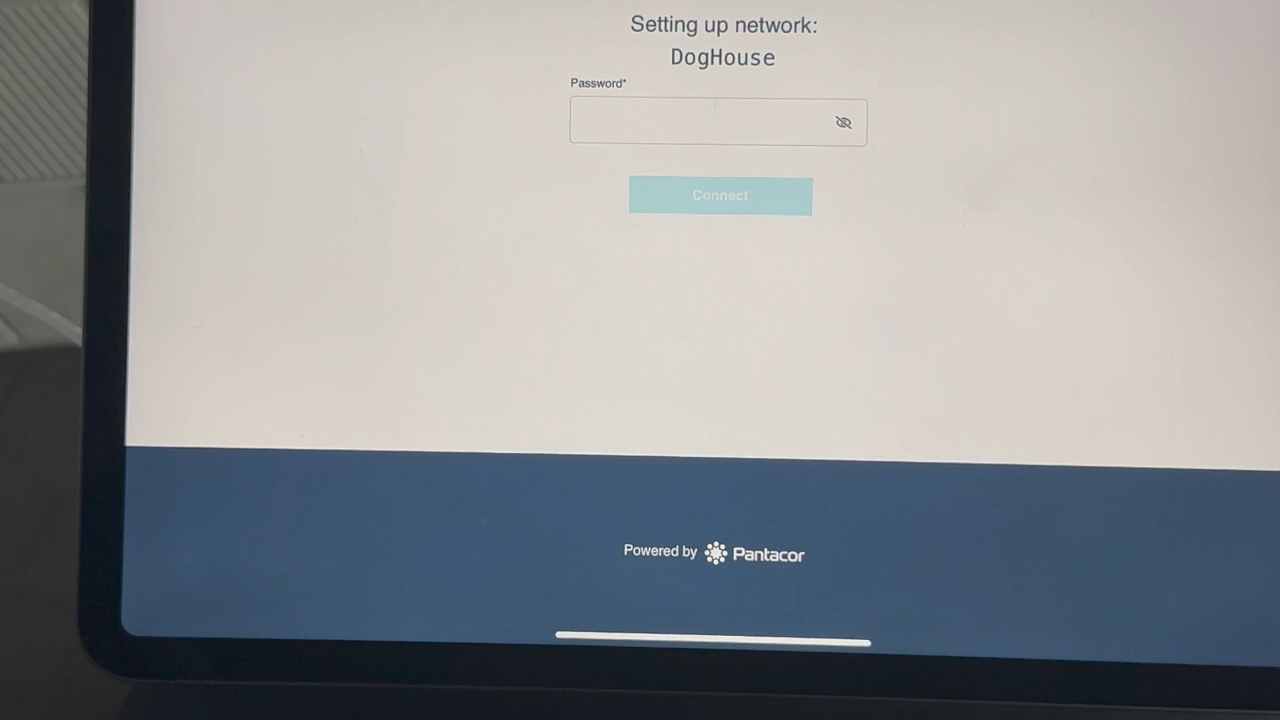 Setting up network:
DogHouse
Password*
Connect
Powered by Pantacor